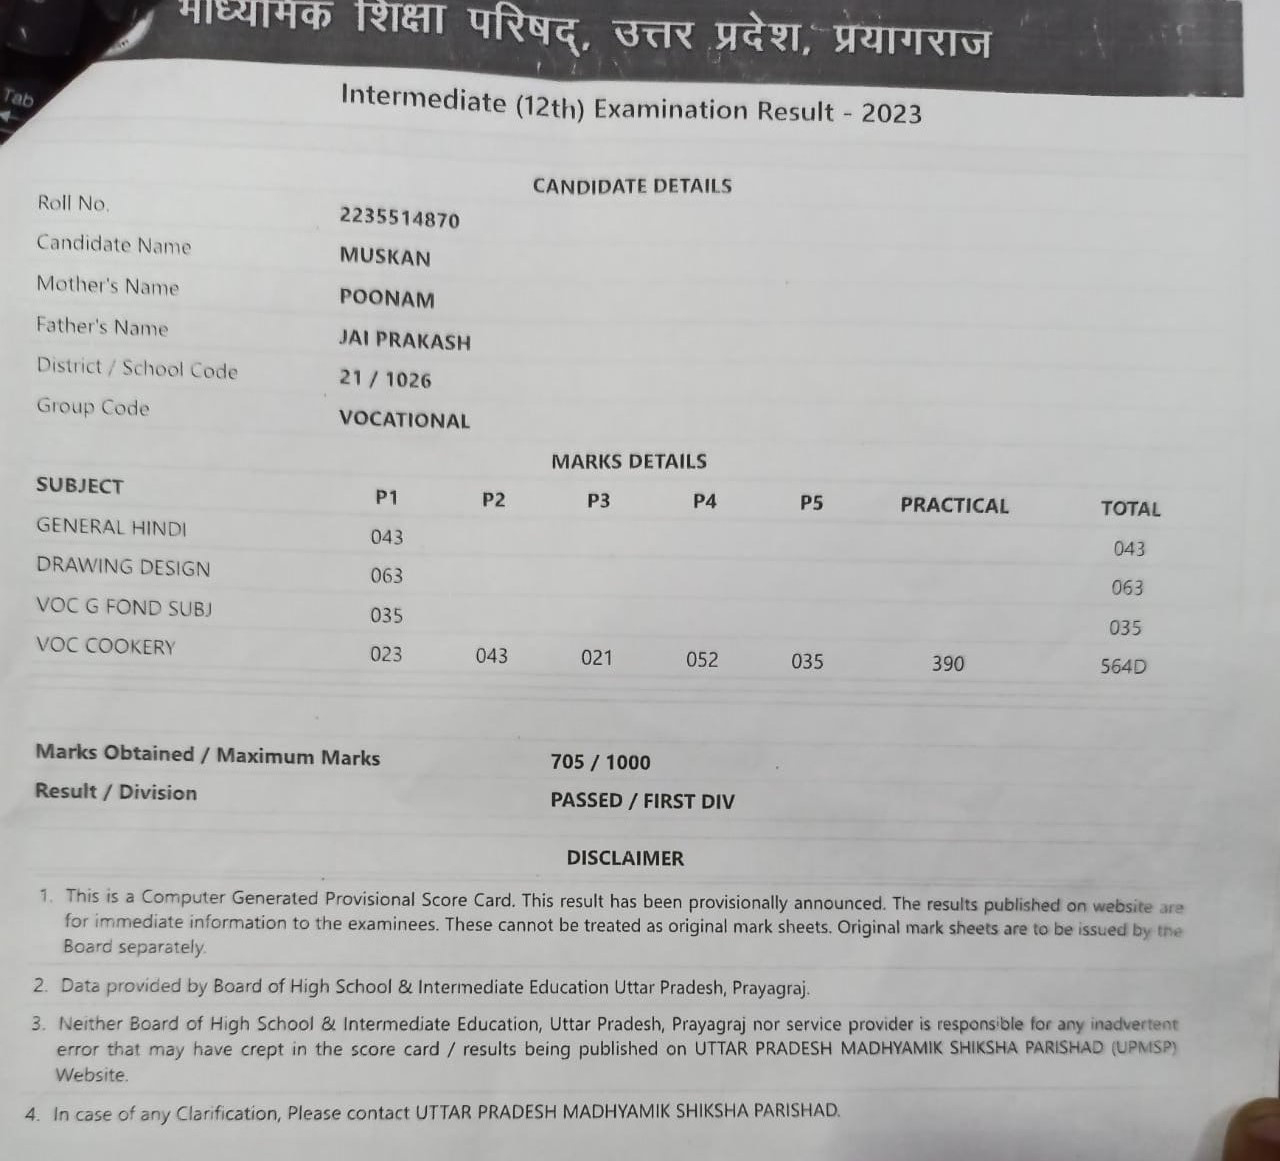 माध्यमिक शिक्षा परिषद्, उत्तर प्रदेश, प्रयागराज
Tab
Intermediate (12th) Examination Result - 2023
CANDIDATE DETAILS
Roll No. 2235514870
Candidate Name MUSKAN
Mother's Name POONAM
Father's Name JAI PRAKASH
District / School Code 21 / 1026
Group Code VOCATIONAL
MARKS DETAILS
SUBJECT P1 P2 P3 P4 P5 PRACTICAL TOTAL
GENERAL HINDI 043 043
DRAWING DESIGN 063 063
VOC G FOND SUBJ 035 035
VOC COOKERY 023 043 021 052 035 390 564D
Marks Obtained / Maximum Marks 705 / 1000
Result / Division PASSED / FIRST DIV
DISCLAIMER
1. This is a Computer Generated Provisional Score Card. This result has been provisionally announced. The results published on website are
for immediate information to the examinees. These cannot be treated as original mark sheets. Original mark sheets are to be issued by the
Board separately.
2. Data provided by Board of High School & Intermediate Education Uttar Pradesh, Prayagraj.
3. Neither Board of High School & Intermediate Education, Uttar Pradesh, Prayagraj nor service provider is responsible for any inadvertent
error that may have crept in the score card / results being published on UTTAR PRADESH MADHYAMIK SHIKSHA PARISHAD (UPMSP)
Website.
4. In case of any Clarification, Please contact UTTAR PRADESH MADHYAMIK SHIKSHA PARISHAD.